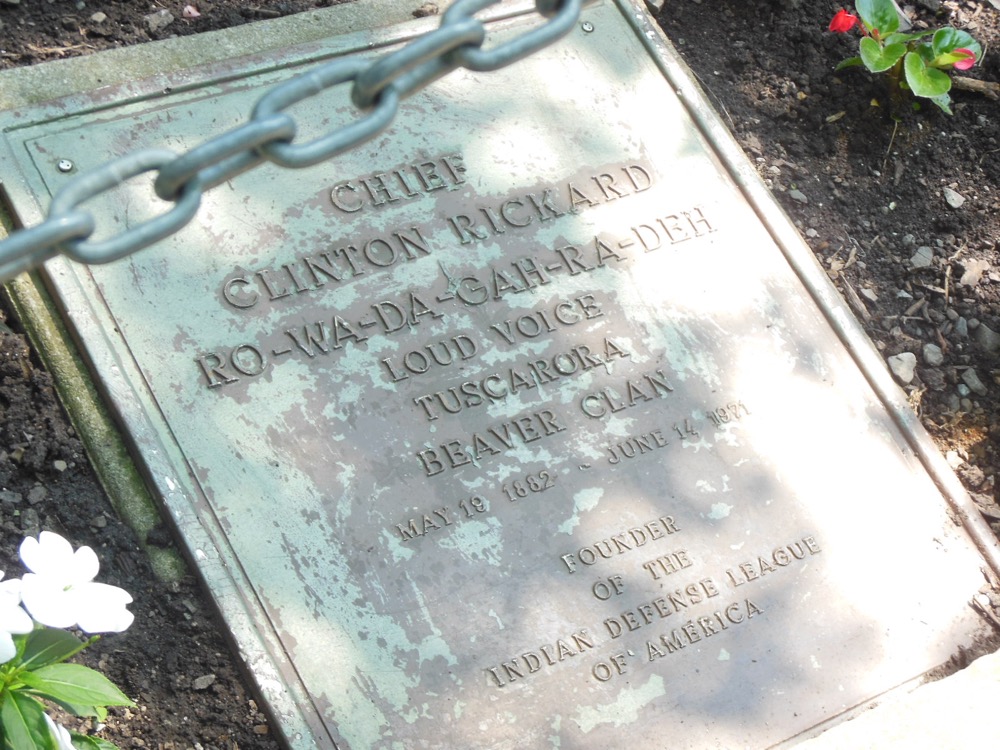 CHIEF
CLINTON RICKARD
RO-WA-DA-GAH-RA-DEH
LOUD VOICE
TUSCARORA
BEAVER CLAN
MAY 19 1882 - JUNE 14 1971
FOUNDER
OF THE
INDIAN DEFENSE LEAGUE
OF AMERICA